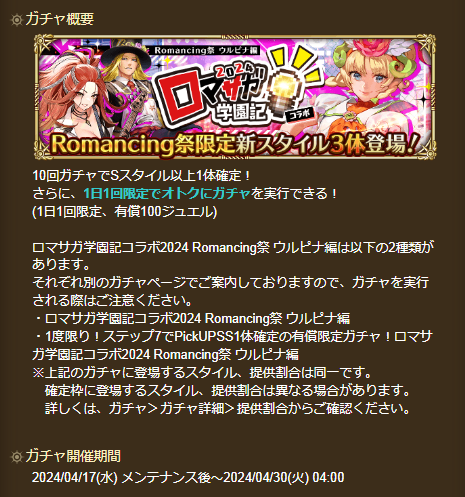 ガチャ概要
Romancing祭 ウルピナ編
2024
ロマサガ
学園記
コラボ
Romancing祭限定新スタイル3体登場!
10回ガチャでSスタイル以上1体確定！
さらに、1日1回限定でオトクにガチャを実行できる！
(1日1回限定、有償100ジュエル)
ロマサガ学園記コラボ2024 Romancing祭 ウルピナ編は以下の2種類が
あります。
それぞれ別のガチャページでご案内しておりますので、ガチャを実行
される際はご注意ください。
・ロマサガ学園記コラボ2024 Romancing祭 ウルピナ編
・1度限り！ステップ7でPickUPSS1体確定の有償限定ガチャ！ロマサ
ガ学園記コラボ2024 Romancing祭 ウルピナ編
※上記のガチャに登場するスタイル、提供割合は同一です。
確定枠に登場するスタイル、提供割合は異なる場合があります。
詳しくは、ガチャ＞ガチャ詳細＞提供割合からご確認ください。
ガチャ開催期間
2024/04/17(水) メンテナンス後～2024/04/30(火) 04:00